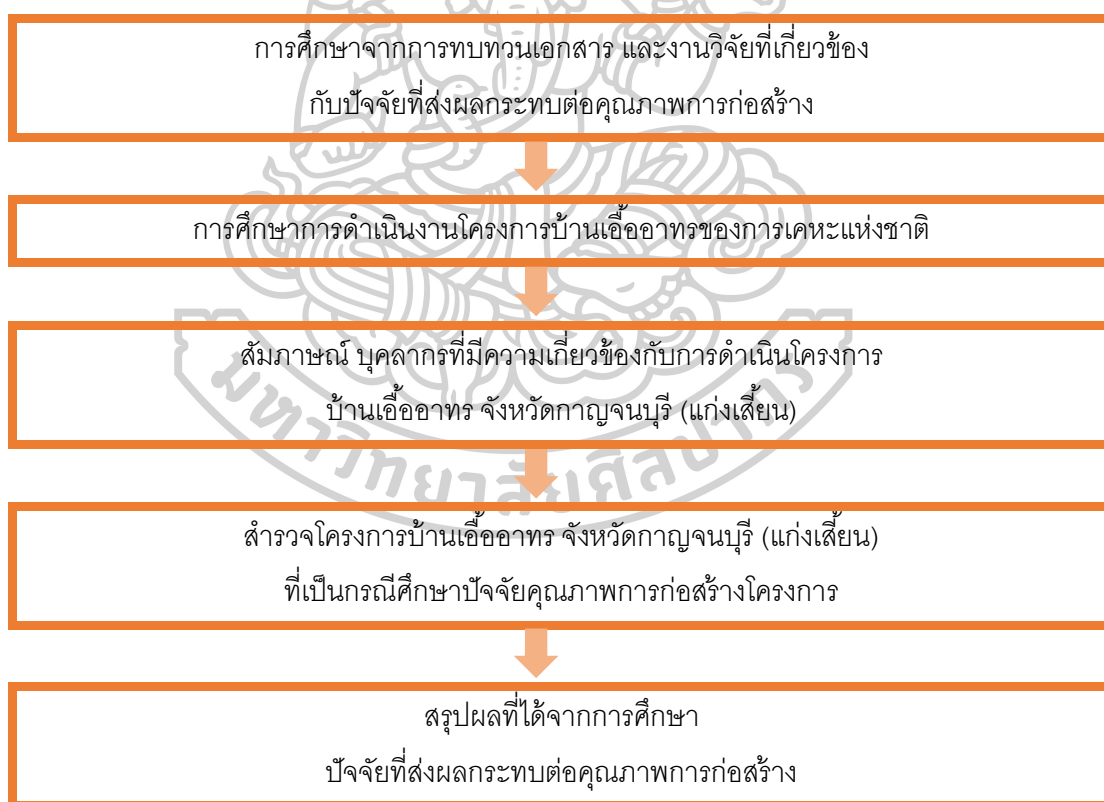 การศึกษาจากการทบทวนเอกสาร และงานวิจัยที่เกี่ยวข้อง
กับปัจจัยที่ส่งผลกระทบต่อคุณภาพการก่อสร้าง
การศึกษาการดำเนินงานโครงการบ้านเอื้ออาทรของการเคหะแห่งชาติ
สัมภาษณ์ บุคลากรที่มีความเกี่ยวข้องกับการดำเนินโครงการ
บ้านเอื้ออาทร จังหวัดกาญจนบุรี (แก่งเสี้ยน)
มหาวิทยาลัยศิลปากร
สำรวจโครงการบ้านเอื้ออาทร จังหวัดกาญจนบุรี (แก่งเสี้ยน)
ที่เป็นกรณีศึกษาปัจจัยคุณภาพการก่อสร้างโครงการ
สรุปผลที่ได้จากการศึกษา
ปัจจัยที่ส่งผลกระทบต่อคุณภาพการก่อสร้าง